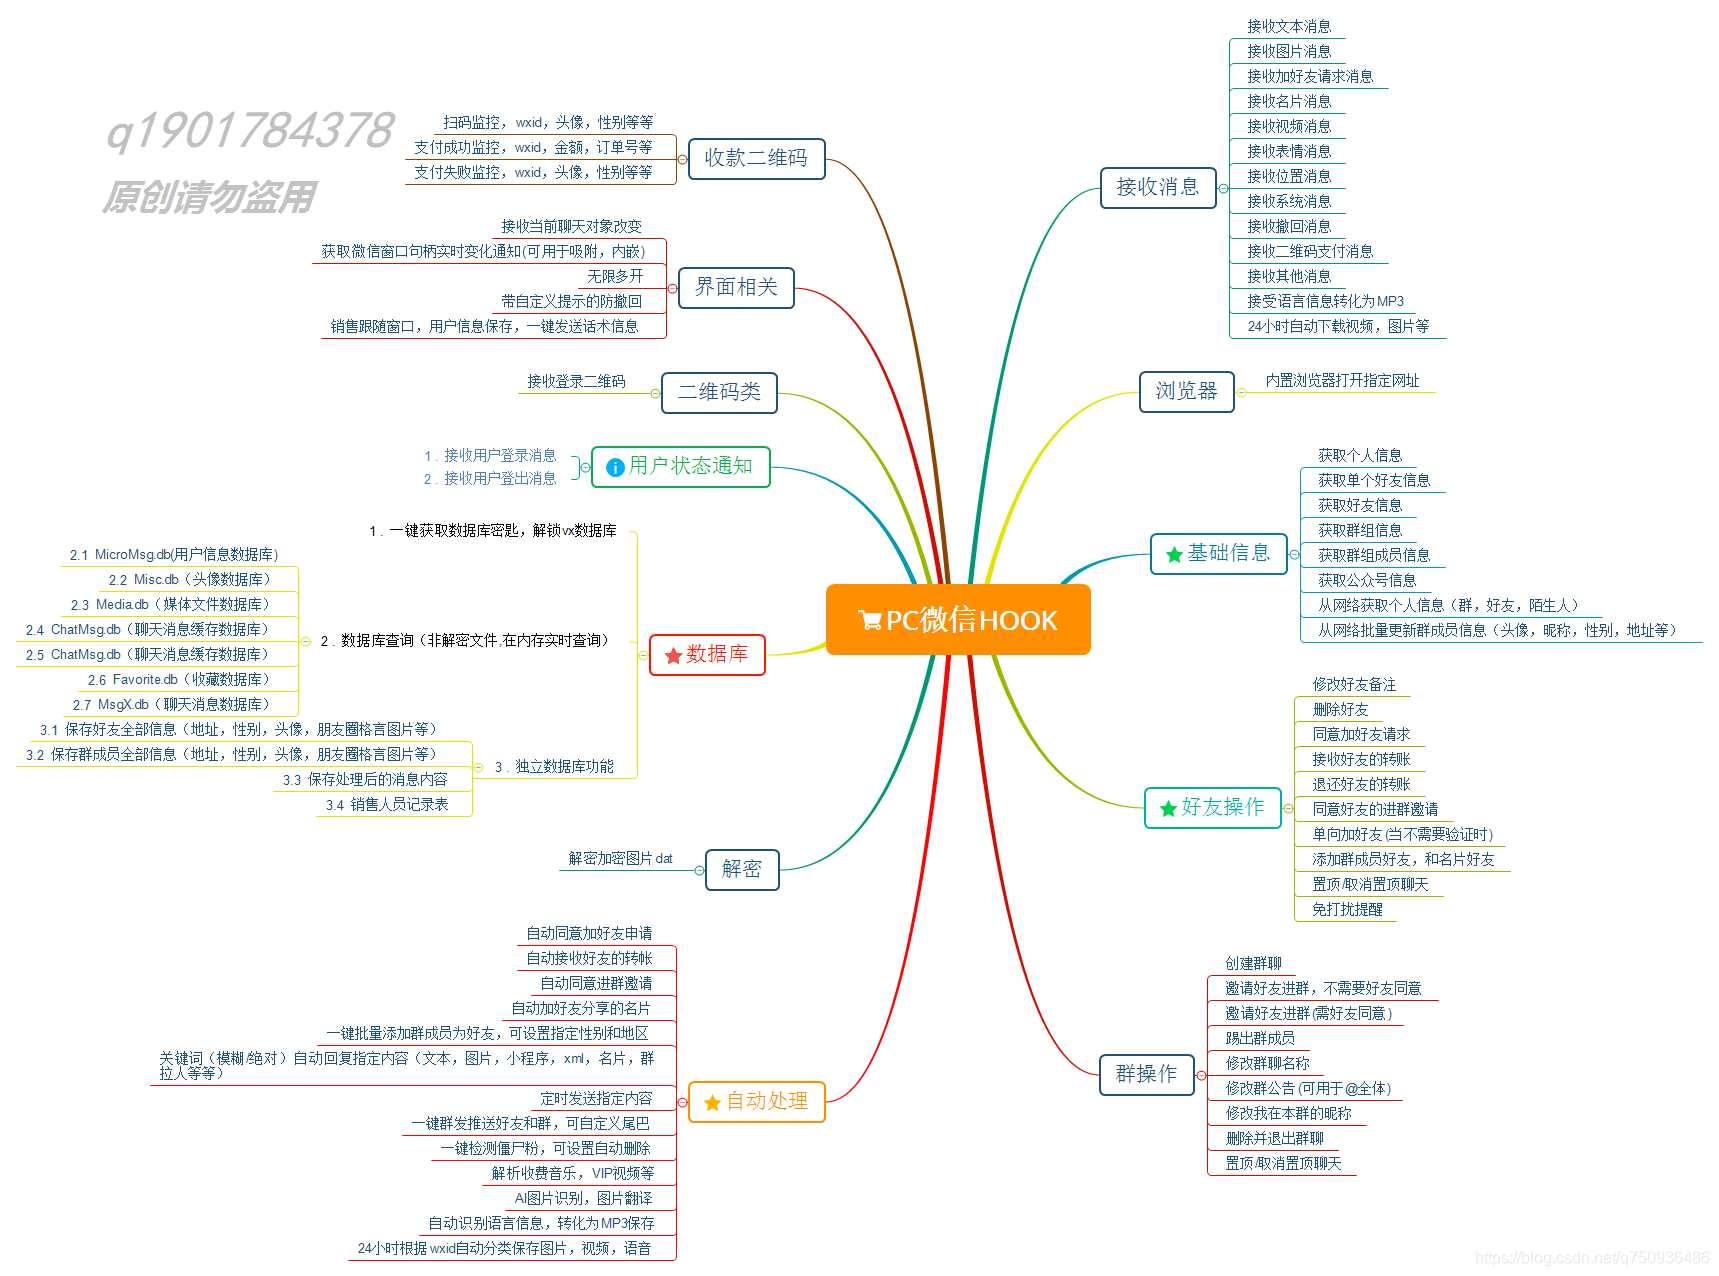 q1901784378
原创请勿盗用
PC微信HOOK
收款二维码
扫码监控，wxid，头像，性别等等
支付成功监控，wxid，金额，订单号等
支付失败监控，wxid，头像，性别等等
界面相关
接收当前聊天对象改变
获取微信窗口句柄实时变化通知(可用于吸附，内嵌)
无限多开
带自定义提示的防撤回
销售跟随窗口，用户信息保存，一键发送话术信息
二维码类
接收登录二维码
用户状态通知
1．接收用户登录消息
2．接收用户登出消息
数据库
1．一键获取数据库密匙，解锁vx数据库
2．数据库查询（非解密文件,在内存实时查询）
2.1 MicroMsg.db(用户信息数据库)
2.2 Misc.db（头像数据库）
2.3 Media.db（媒体文件数据库）
2.4 ChatMsg.db（聊天消息缓存数据库）
2.5 ChatMsg.db（聊天消息缓存数据库）
2.6 Favorite.db（收藏数据库）
2.7 MsgX.db（聊天消息数据库）
3．独立数据库功能
3.1 保存好友全部信息（地址，性别，头像，朋友圈格言图片等）
3.2 保存群成员全部信息（地址，性别，头像，朋友圈格言图片等）
3.3 保存处理后的消息内容
3.4 销售人员记录表
解密
解密加密图片dat
自动处理
自动同意加好友申请
自动接收好友的转帐
自动同意进群邀请
自动加好友分享的名片
一键批量添加群成员为好友，可设置指定性别和地区
关键词（模糊/绝对）自动回复指定内容（文本，图片，小程序，xml，名片，群
拉人等等）
定时发送指定内容
一键群发推送好友和群，可自定义尾巴
一键检测僵尸粉，可设置自动删除
解析收费音乐，VIP视频等
AI图片识别，图片翻译
自动识别语言信息，转化为MP3保存
24小时根据wxid自动分类保存图片，视频，语音
接收消息
接收文本消息
接收图片消息
接收加好友请求消息
接收名片消息
接收视频消息
接收表情消息
接收位置消息
接收系统消息
接收撤回消息
接收二维码支付消息
接收其他消息
接受语言信息转化为MP3
24小时自动下载视频，图片等
浏览器
内置浏览器打开指定网址
基础信息
获取个人信息
获取单个好友信息
获取好友信息
获取群组信息
获取群组成员信息
获取公众号信息
从网络获取个人信息（群，好友，陌生人）
从网络批量更新群成员信息（头像，昵称，性别，地址等）
好友操作
修改好友备注
删除好友
同意加好友请求
接收好友的转账
退还好友的转账
同意好友的进群邀请
单向加好友(当不需要验证时)
添加群成员好友，和名片好友
置顶/取消置顶聊天
免打扰提醒
群操作
创建群聊
邀请好友进群，不需要好友同意
邀请好友进群(需好友同意)
踢出群成员
修改群聊名称
修改群公告(可用于@全体)
修改我在本群的昵称
删除并退出群聊
置顶/取消置顶聊天
https://blog.csdn.net/q750936486